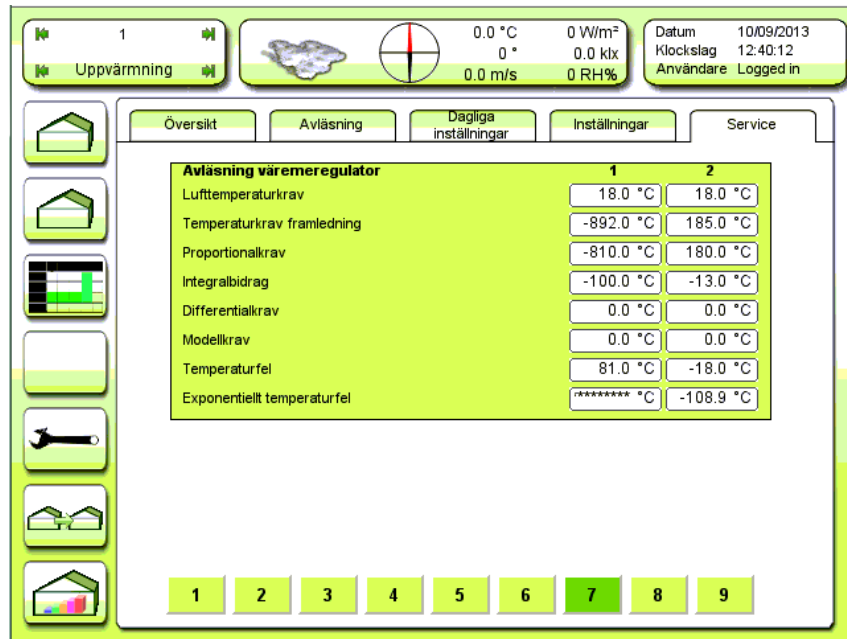 1
Uppvärmning
0.0 °C 0 W/m²
0 ° 0.0 klx
0.0 m/s 0 RH%
Datum 10/09/2013
Klockslag 12:40:12
Användare Logged in
Översikt
Avläsning
Dagliga
inställningar
Inställningar
Service
Avläsning väremeregulator 1 2
Lufttemperaturkrav 18.0 °C 18.0 °C
Temperaturkrav framledning -892.0 °C 185.0 °C
Proportionalkrav -810.0 °C 180.0 °C
Integralbidrag -100.0 °C -13.0 °C
Differentialkrav 0.0 °C 0.0 °C
Modellkrav 0.0 °C 0.0 °C
Temperaturfel 81.0 °C -18.0 °C
Exponentiellt temperaturfel ********* °C -108.9 °C
1 2 3 4 5 6 7 8 9